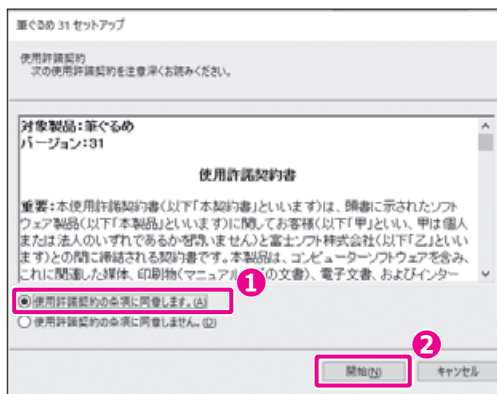 筆ぐるめ 31 セットアップ
使用許諾契約
次の使用許諾契約を注意深くお読みください。
対象製品：筆ぐるめ
バージョン：31
使用許諾契約書
重要：本使用許諾契約書（以下「本契約書」といいます）は、頭書に示されたソフト
ウェア製品（以下「本製品」といいます）に関してお客様（以下「甲」といい、甲は個人
または法人のいずれであるかを問いません）と富士ソフト株式会社（以下「乙」といい
ます）との間に締結される契約書です。本製品は、コンピューターソフトウェアを含み、
これに関連した媒体、印刷物（マニュアル の文書）、電子文書、およびインター
1
使用許諾契約の条項に同意します。(A)
使用許諾契約の条項に同意しません。(D)
2
開始(N)
キャンセル